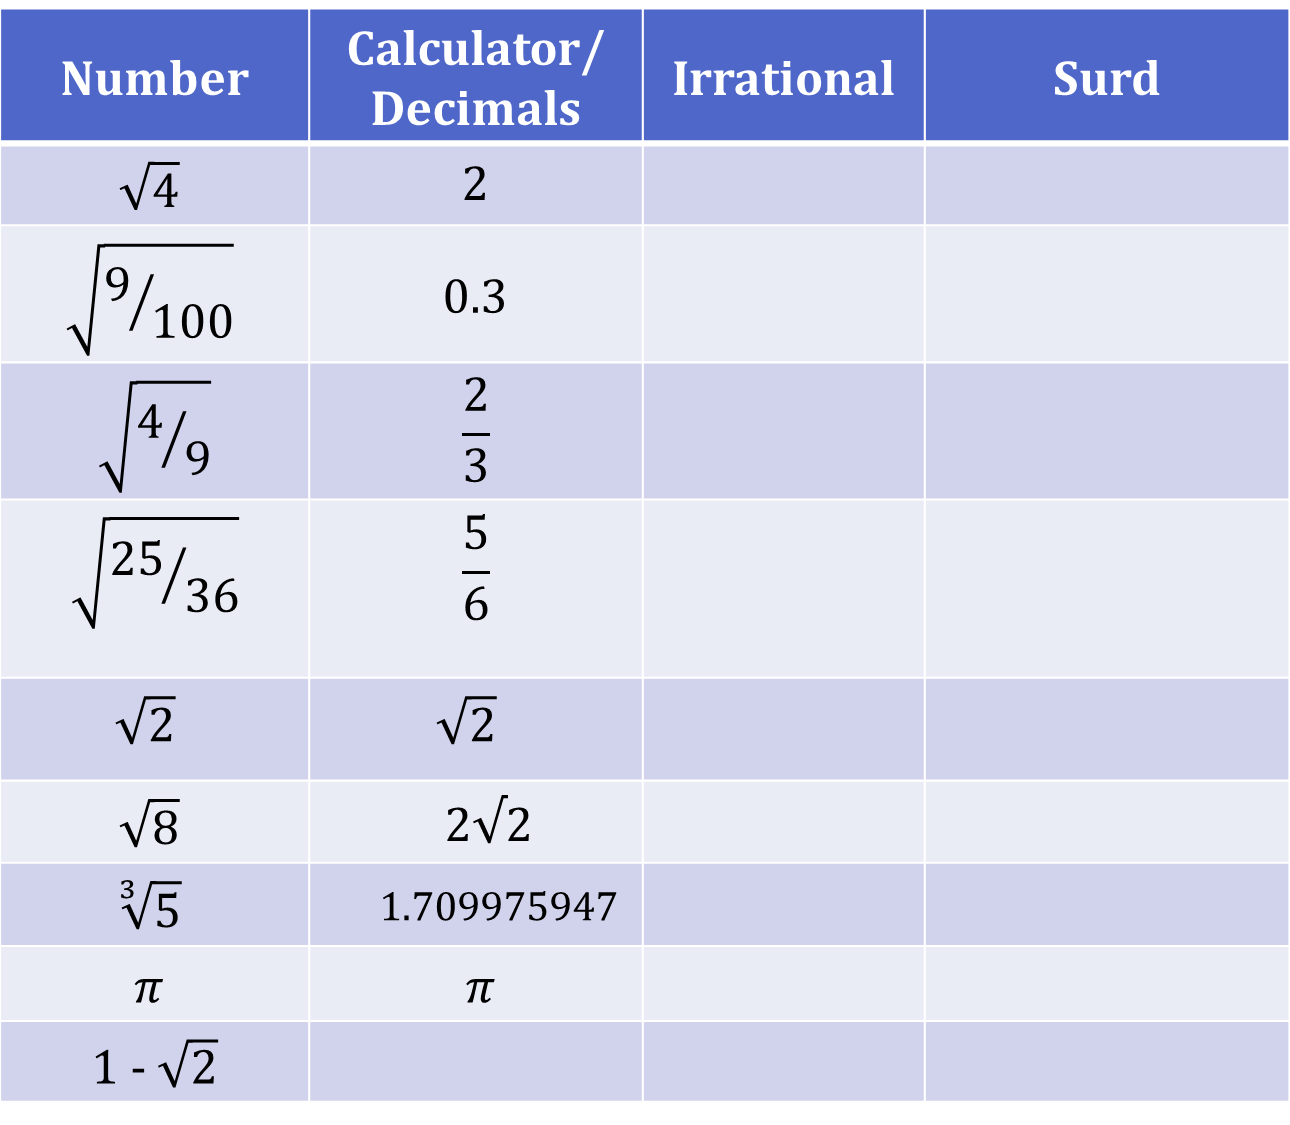 Number Calculator/ Decimals Irrational Surd
√4 2
√9/100 0.3
√4/9 2/3
√25/36 5/6
√2 √2
√8 2√2
∛5 1.709975947
π π
1 - √2